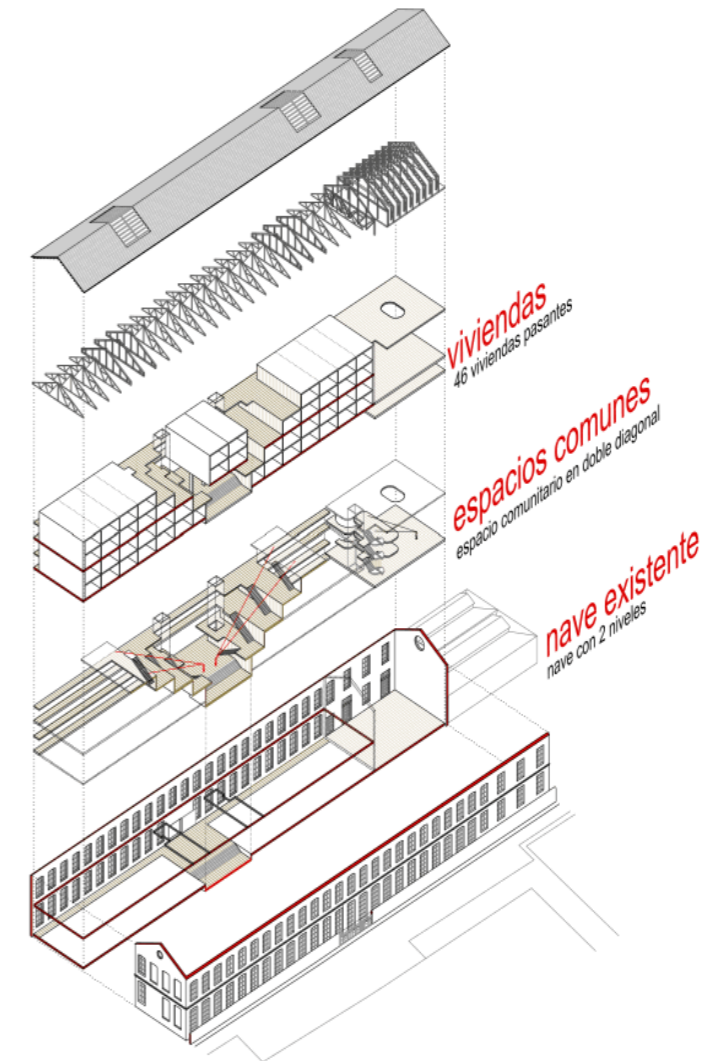 viviendas
46 viviendas pasantes
espacios comunes
espacio comunitario en doble diagonal
nave existente
nave con 2 niveles